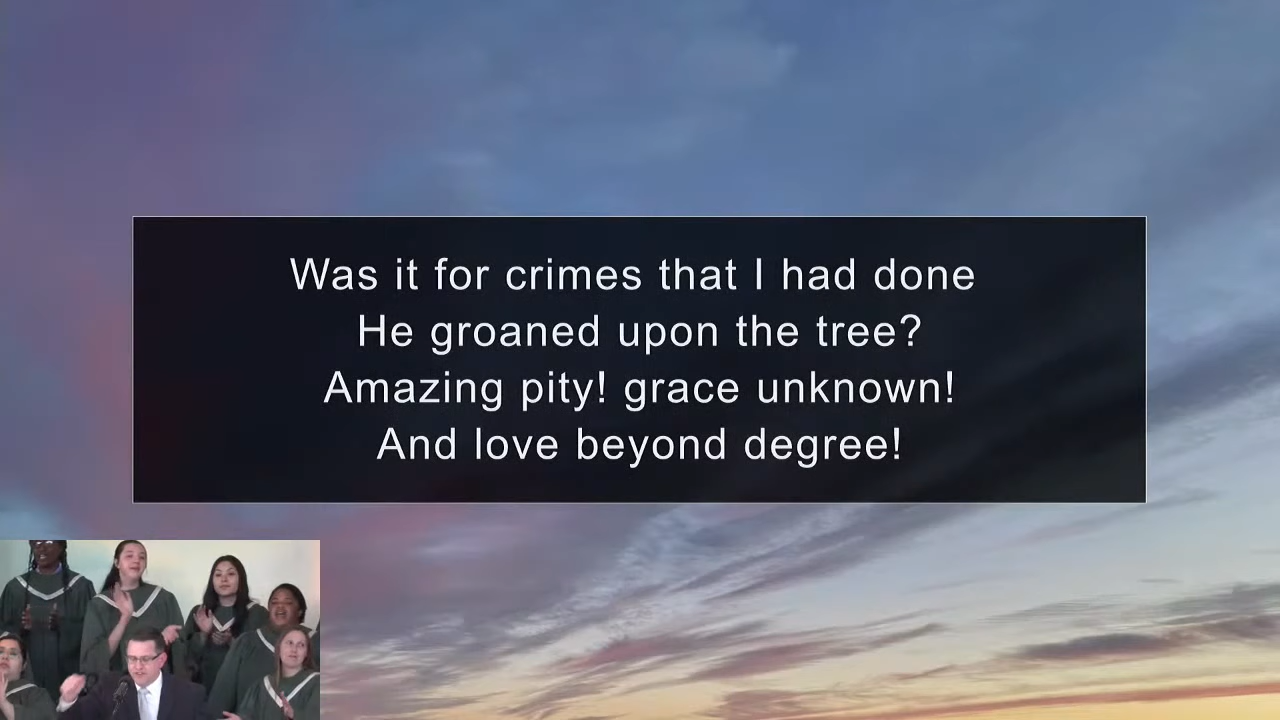 Was it for crimes that I had done
He groaned upon the tree?
Amazing pity! grace unknown!
And love beyond degree!